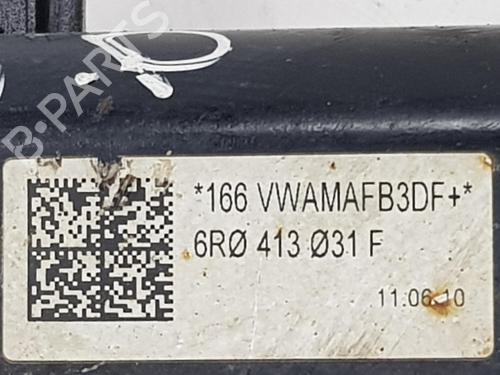 B-PARTS
*166 VWAMAFB3DF+*
6RØ 413 Ø31 F
11.06.10